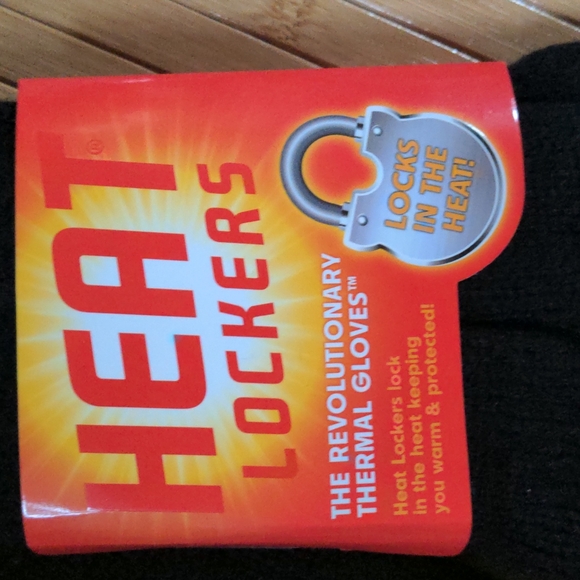 HEAT®
LOCKERS
THE REVOLUTIONARY
THERMAL GLOVES™
Heat Lockers lock
in the heat keeping
you warm & protected!
LOCKS
IN THE
HEAT!